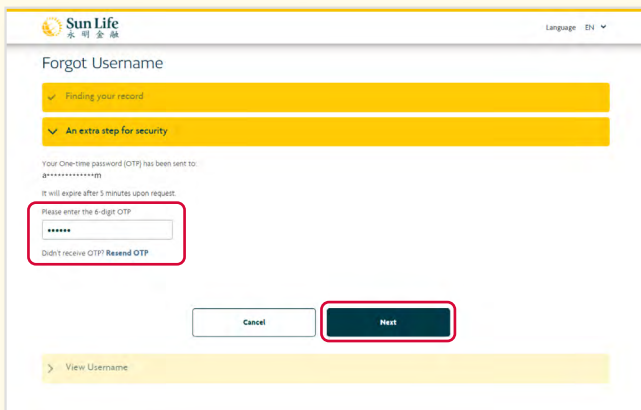 Sun Life
永明金融
Language EN
Forgot Username
Finding your record
An extra step for security
Your One-time password (OTP) has been sent to:
a*************m
It will expire after 5 minutes upon request.
Please enter the 6-digit OTP
••••••
Didn't receive OTP? Resend OTP
Cancel
Next
View Username